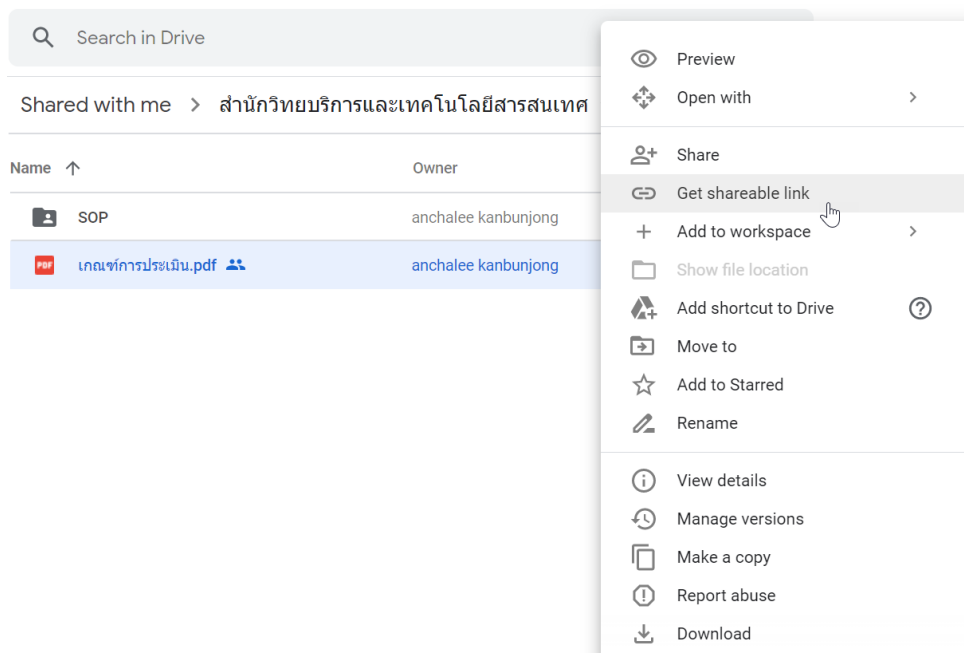 Search in Drive
Shared with me > สำนักวิทยบริการและเทคโนโลยีสารสนเทศ
Name Owner
SOP anchalee kanbunjong
PDF เกณฑ์การประเมิน.pdf anchalee kanbunjong
Preview
Open with
Share
Get shareable link
Add to workspace
Show file location
Add shortcut to Drive ?
Move to
Add to Starred
Rename
View details
Manage versions
Make a copy
Report abuse
Download